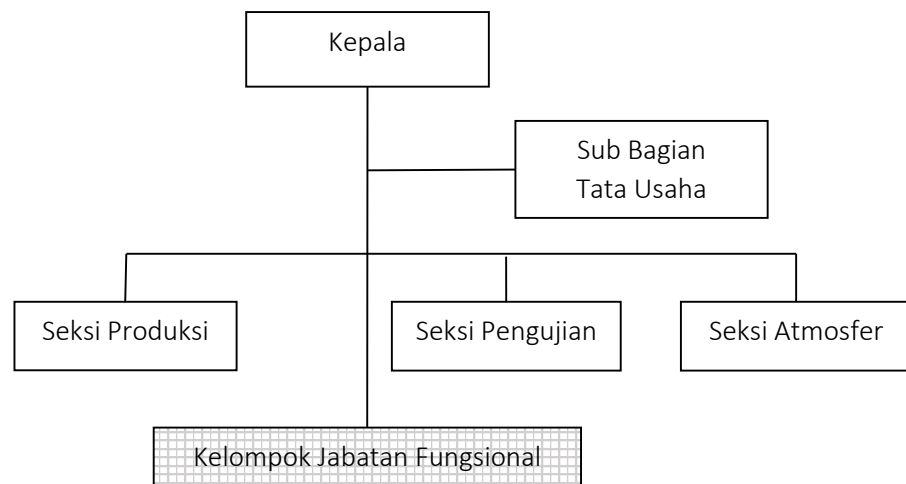 Kepala
Sub Bagian
Tata Usaha
Seksi Produksi
Seksi Pengujian
Seksi Atmosfer
Kelompok Jabatan Fungsional